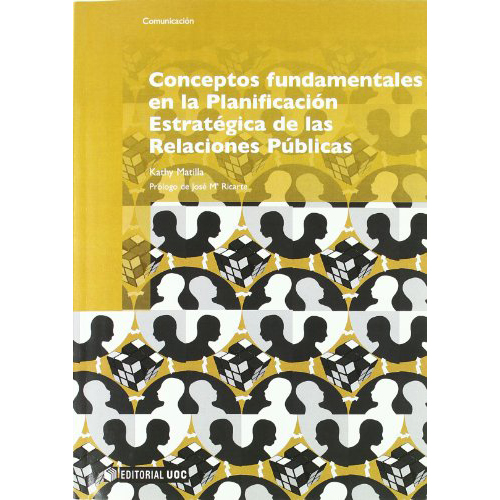 Comunicación
Conceptos fundamentales
en la Planificación
Estratégica de las
Relaciones Públicas
Kathy Matilla
Prólogo de José Mª Ricarte
EDITORIAL UOC